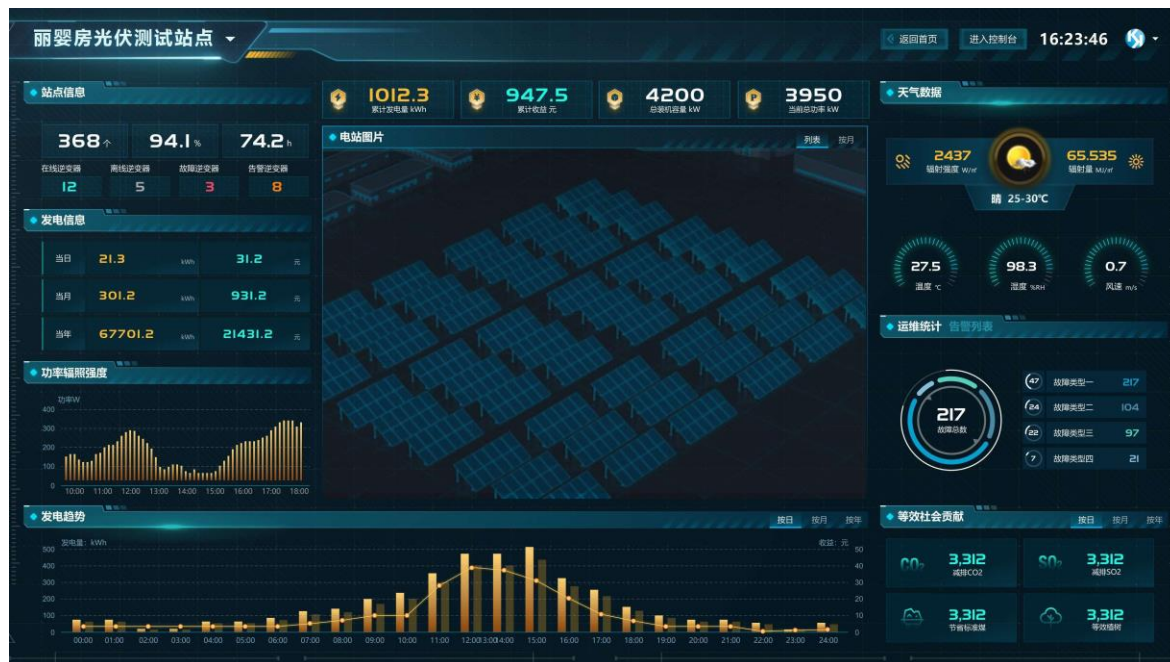 丽婴房光伏测试站点
返回首页 进入控制台 16:23:46
站点信息
368 个 94.1 % 74.2 h
在线逆变器 离线逆变器 故障逆变器 告警逆变器
12 5 3 8
发电信息
当日 21.3 kWh 31.2 元
当月 301.2 kWh 931.2 元
当年 67701.2 kWh 21431.2 元
功率辐照强度
功率W
400
300
200
100
0
10:00 11:00 12:00 13:00 14:00 15:00 16:00 17:00 18:00
1012.3 947.5 4200 3950
累计发电量 kWh 累计收益 元 总装机容量 kW 当前总功率 kW
电站图片 列表 按月
天气数据
2437 65.535
辐射强度 W/㎡ 辐射量 MJ/㎡
晴 25-30℃
27.5 98.3 0.7
温度 ℃ 湿度 %RH 风速 m/s
运维统计 告警列表
217
故障总数
47 故障类型一 217
24 故障类型二 104
22 故障类型三 97
7 故障类型四 21
发电趋势 按日 按月 按年
发电量：kWh 收益：元
500 50
400 40
300 30
200 20
100 10
0 0
00:00 01:00 02:00 03:00 04:00 05:00 06:00 07:00 08:00 09:00 10:00 11:00 12:00 13:00 14:00 15:00 16:00 17:00 18:00 19:00 20:00 21:00 22:00 23:00 24:00
等效社会贡献 按日 按月 按年
CO₂ 3,312 SO₂ 3,312
减排CO2 减排SO2
3,312 3,312
节省标准煤 等效植树